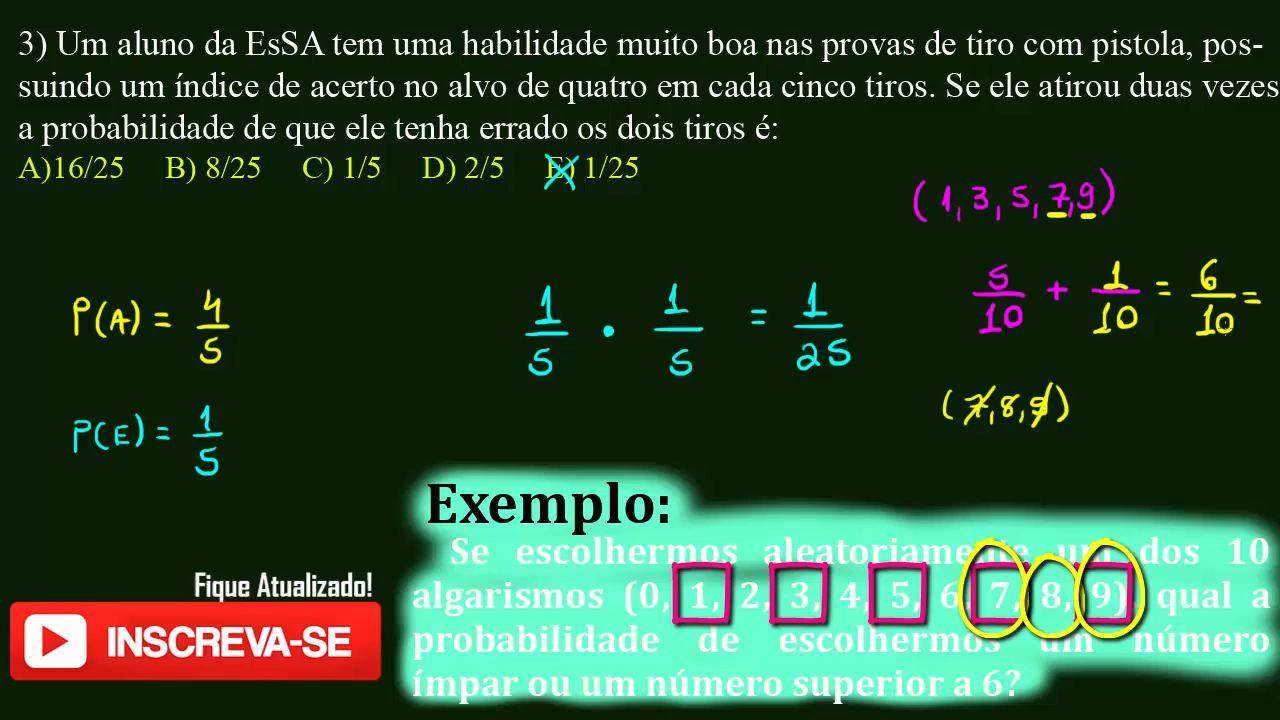 3) Um aluno da EsSA tem uma habilidade muito boa nas provas de tiro com pistola, pos-
suindo um índice de acerto no alvo de quatro em cada cinco tiros. Se ele atirou duas vezes
a probabilidade de que ele tenha errado os dois tiros é:
A)16/25 B) 8/25 C) 1/5 D) 2/5 E) 1/25
(1, 3, 5, 7, 9)
P(A) = 4/5
1/5 . 1/5 = 1/25
5/10 + 1/10 = 6/10 =
(7, 8, 9)
P(E) = 1/5
Exemplo:
Se escolhermos aleatoriamente um dos 10
algarismos (0, 1, 2, 3, 4, 5, 6, 7, 8, 9) qual a
probabilidade de escolhermos um número
ímpar ou um número superior a 6?
Fique Atualizado!
INSCREVA-SE